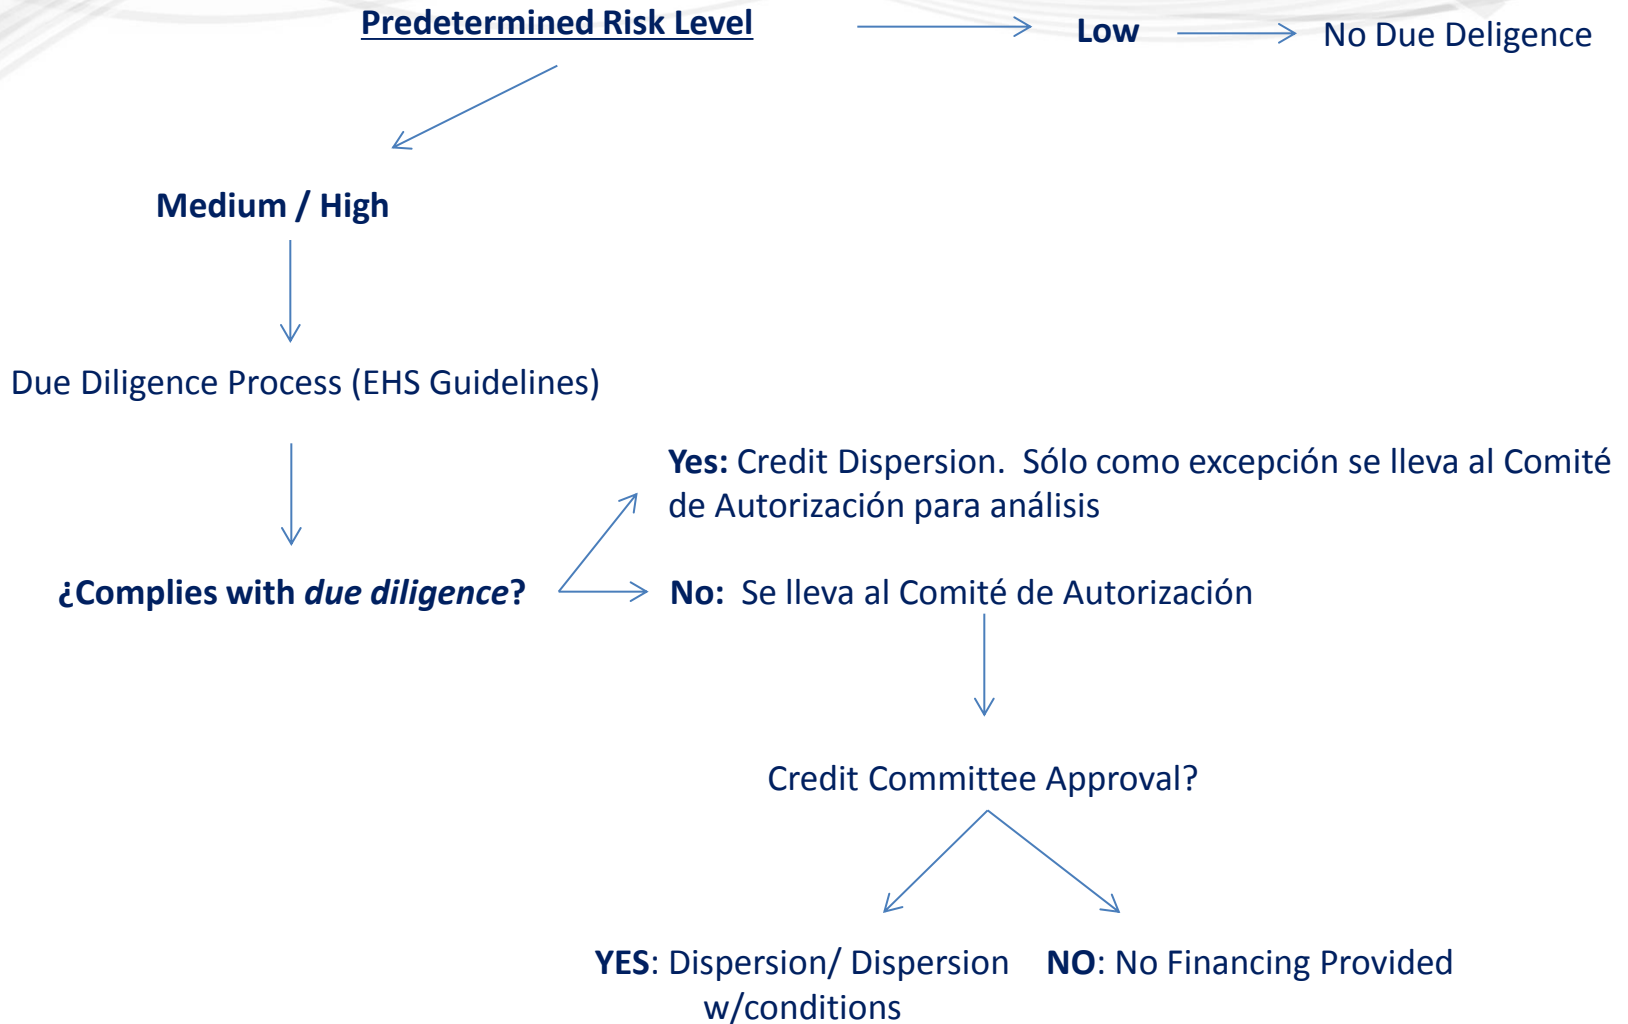 Predetermined Risk Level
Low
No Due Deligence
Medium / High
Due Diligence Process (EHS Guidelines)
Yes: Credit Dispersion.  Sólo como excepción se lleva al Comité
de Autorización para análisis
¿Complies with due diligence?
No:  Se lleva al Comité de Autorización
Credit Committee Approval?
YES: Dispersion/ Dispersion
w/conditions
NO: No Financing Provided